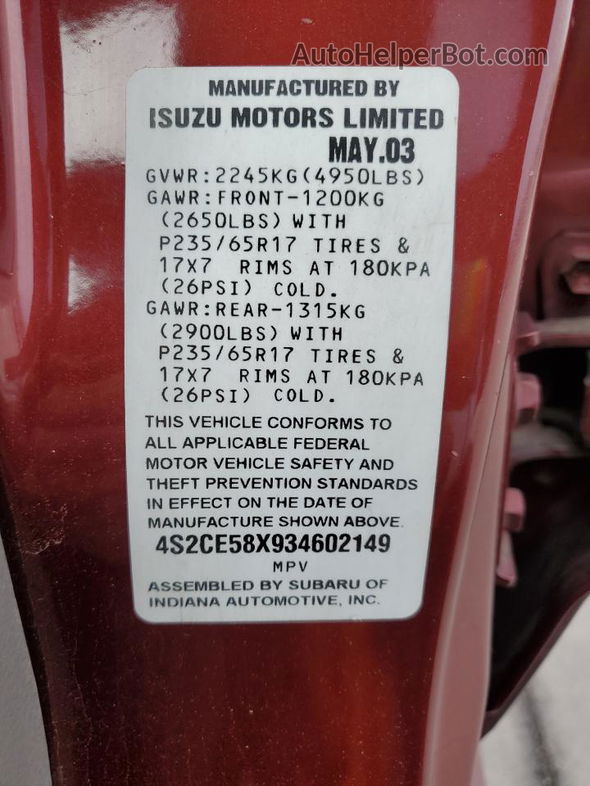 AutoHelperBot.com
MANUFACTURED BY
ISUZU MOTORS LIMITED
MAY.03
GVWR:2245KG(4950LBS)
GAWR:FRONT-1200KG
(2650LBS) WITH
P235/65R17 TIRES &
17X7 RIMS AT 180KPA
(26PSI) COLD.
GAWR:REAR-1315KG
(2900LBS) WITH
P235/65R17 TIRES &
17X7 RIMS AT 180KPA
(26PSI) COLD.
THIS VEHICLE CONFORMS TO
ALL APPLICABLE FEDERAL
MOTOR VEHICLE SAFETY AND
THEFT PREVENTION STANDARDS
IN EFFECT ON THE DATE OF
MANUFACTURE SHOWN ABOVE.
4S2CE58X934602149
MPV
ASSEMBLED BY SUBARU OF
INDIANA AUTOMOTIVE, INC.